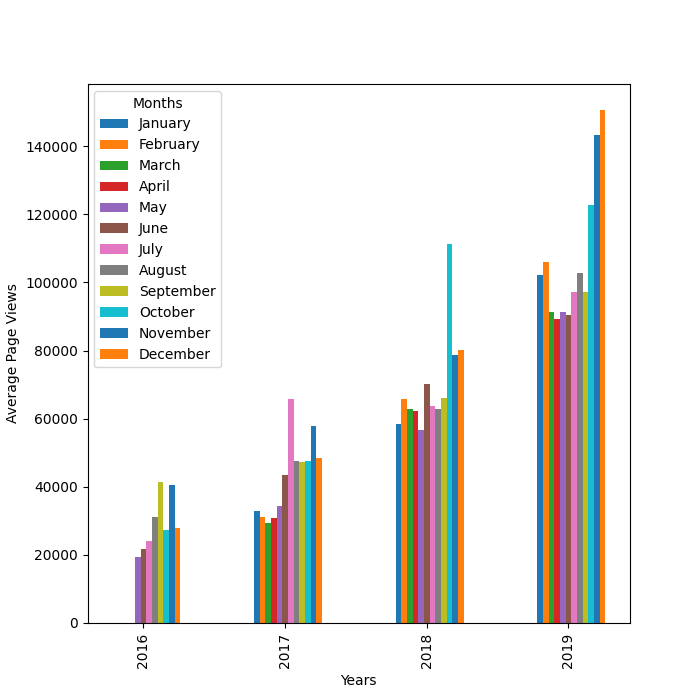 Months
January
February
March
April
May
June
July
August
September
October
November
December
140000
120000
100000
80000
60000
40000
20000
0
Average Page Views
2016
2017
2018
2019
Years